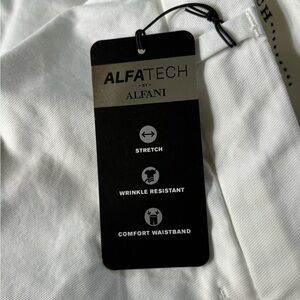 ALFATECH
- BY -
ALFANI
STRETCH
WRINKLE RESISTANT
COMFORT WAISTBAND